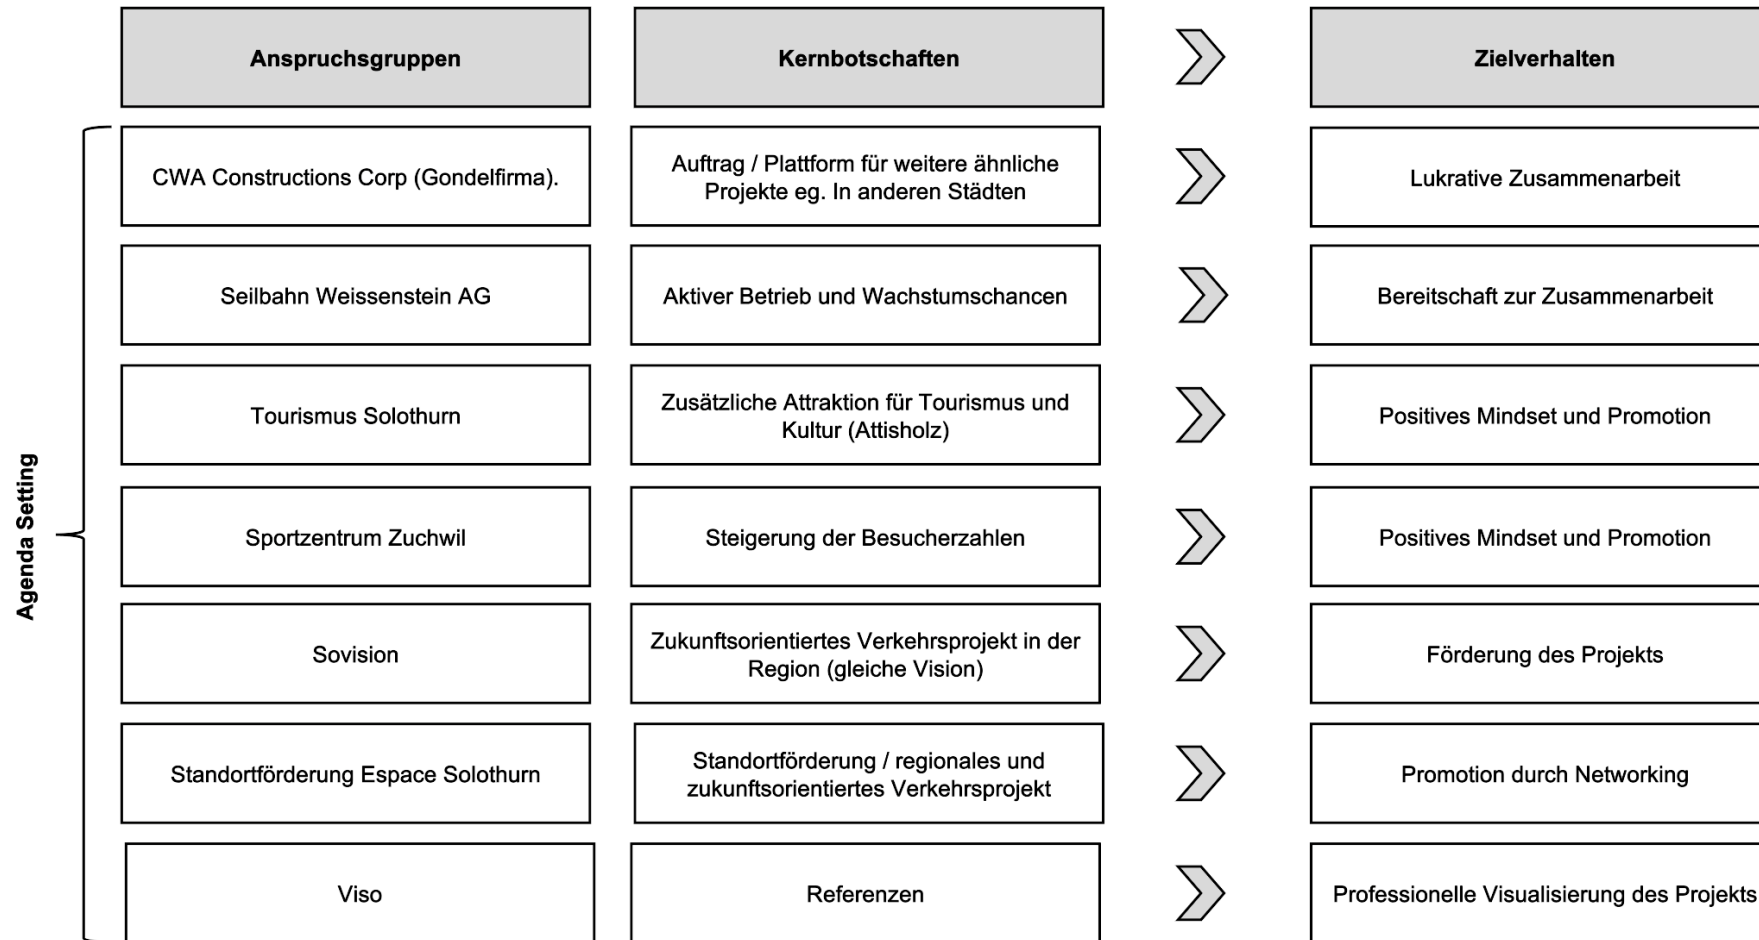 Anspruchsgruppen
Kernbotschaften
Zielverhalten
Agenda Setting
CWA Constructions Corp (Gondelfirma).
Auftrag / Plattform für weitere ähnliche
Projekte eg. In anderen Städten
Lukrative Zusammenarbeit
Seilbahn Weissenstein AG
Aktiver Betrieb und Wachstumschancen
Bereitschaft zur Zusammenarbeit
Tourismus Solothurn
Zusätzliche Attraktion für Tourismus und
Kultur (Attisholz)
Positives Mindset und Promotion
Sportzentrum Zuchwil
Steigerung der Besucherzahlen
Positives Mindset und Promotion
Sovision
Zukunftsorientiertes Verkehrsprojekt in der
Region (gleiche Vision)
Förderung des Projekts
Standortförderung Espace Solothurn
Standortförderung / regionales und
zukunftsorientiertes Verkehrsprojekt
Promotion durch Networking
Viso
Referenzen
Professionelle Visualisierung des Projekts